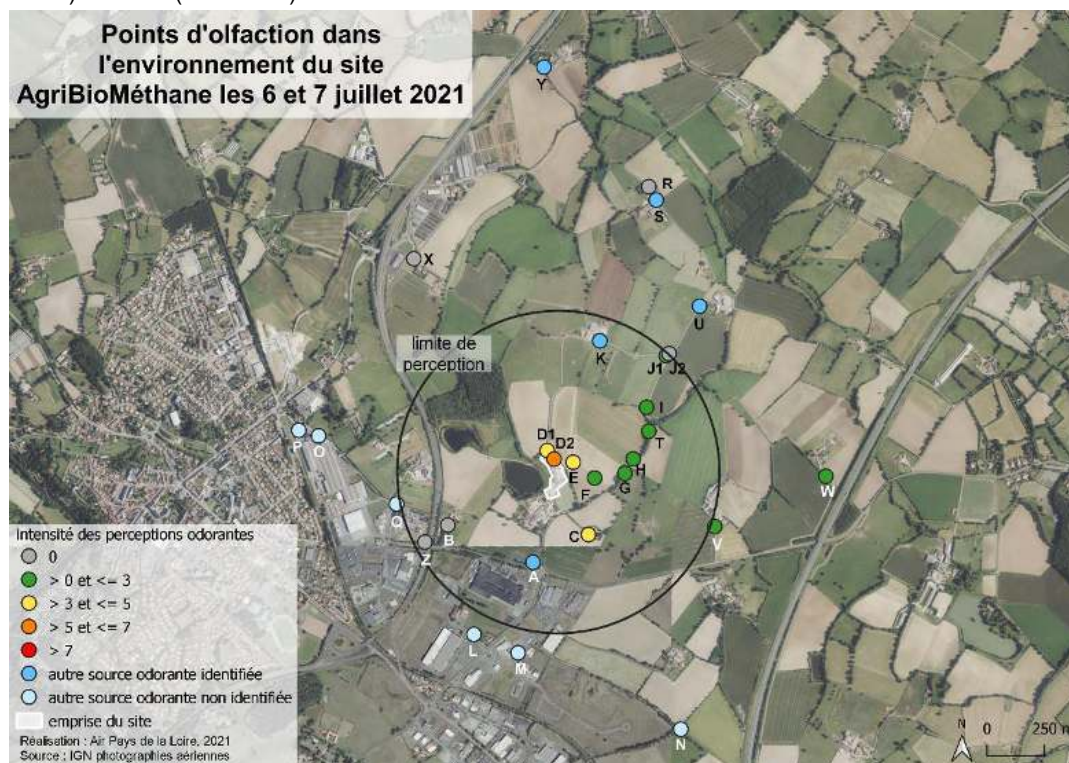 Points d'olfaction dans
l'environnement du site
AgriBioMéthane les 6 et 7 juillet 2021
Y
R
S
X
U
limite de
perception
K
J1 J2
I
P
O
D1
T
D2
H
E
F
G
W
Q
B
C
V
Z
A
L
M
N
Intensité des perceptions odorantes
0
> 0 et <= 3
> 3 et <= 5
> 5 et <= 7
> 7
autre source odorante identifiée
autre source odorante non identifiée
emprise du site
Réalisation : Air Pays de la Loire, 2021
Source : IGN photographies aériennes
N
0 250 m